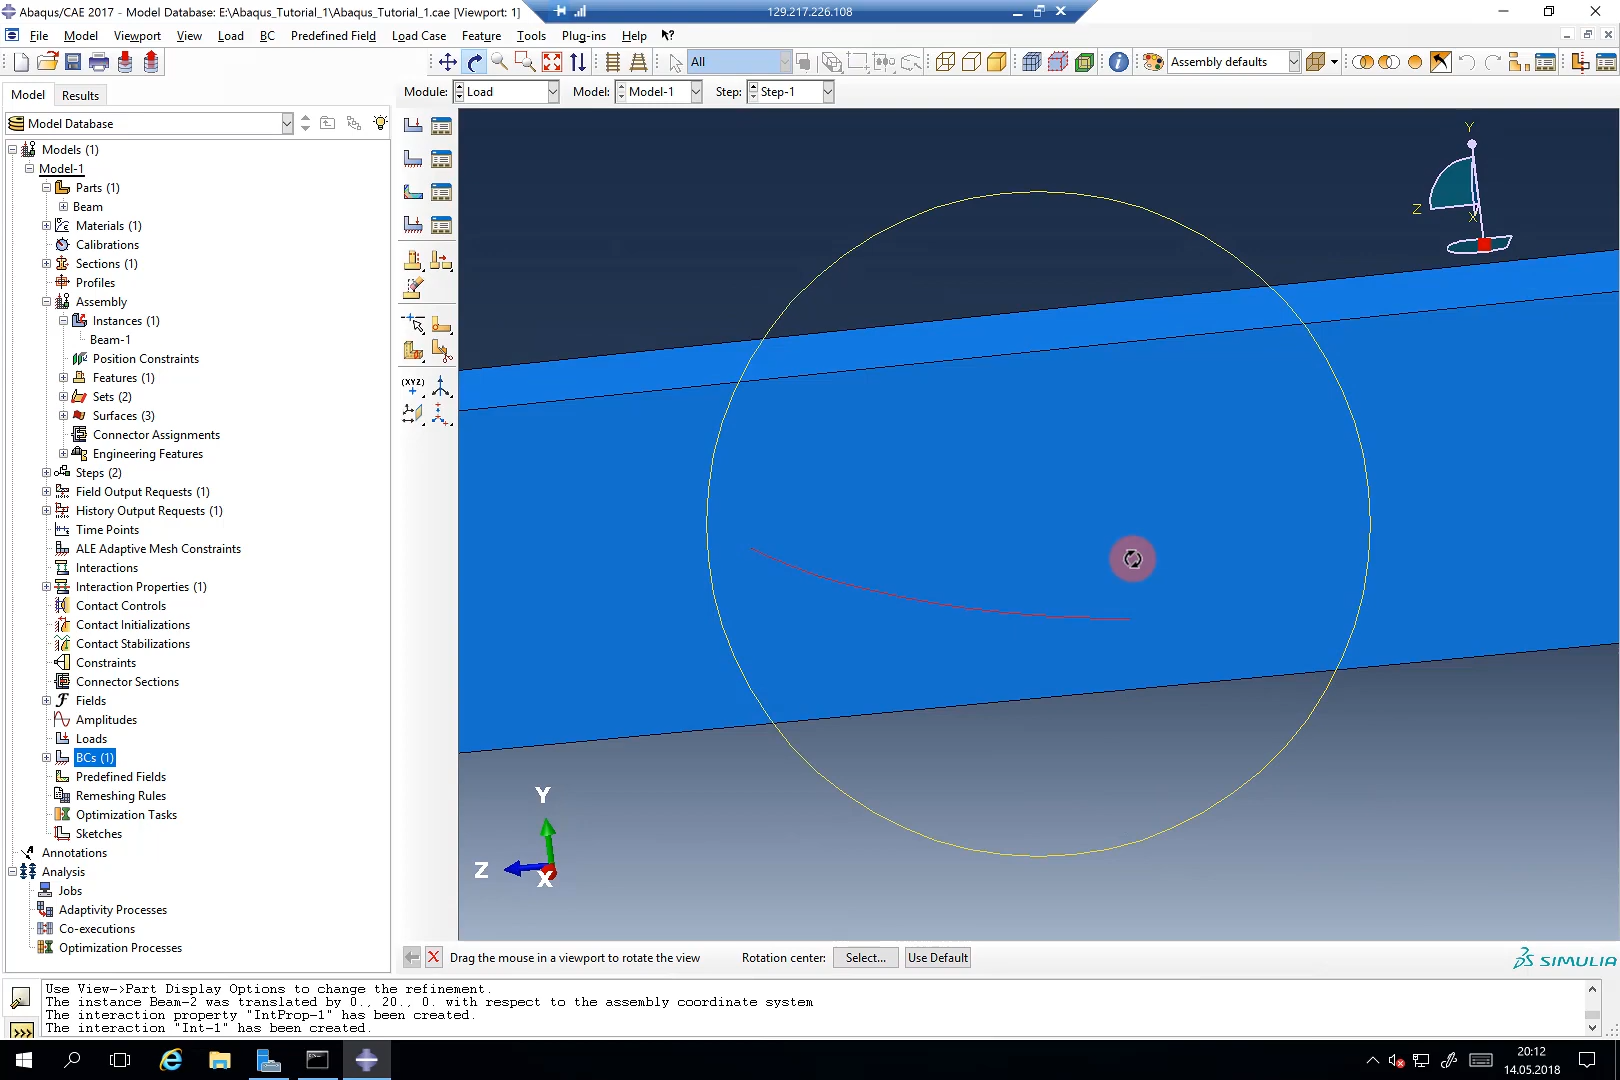 Abaqus/CAE 2017 - Model Database: E:\Abaqus_Tutorial_1\Abaqus_Tutorial_1.cae [Viewport: 1]
129.217.226.108
File Model Viewport View Load BC Predefined Field Load Case Feature Tools Plug-ins Help
All
Assembly defaults
Model Results
Module: Load Model: Model-1 Step: Step-1
Model Database
Models (1)
Model-1
Parts (1)
Beam
Materials (1)
Calibrations
Sections (1)
Profiles
Assembly
Instances (1)
Beam-1
Position Constraints
Features (1)
Sets (2)
Surfaces (3)
Connector Assignments
Engineering Features
Steps (2)
Field Output Requests (1)
History Output Requests (1)
Time Points
ALE Adaptive Mesh Constraints
Interactions
Interaction Properties (1)
Contact Controls
Contact Initializations
Contact Stabilizations
Constraints
Connector Sections
Fields
Amplitudes
Loads
BCs (1)
Predefined Fields
Remeshing Rules
Optimization Tasks
Sketches
Annotations
Analysis
Jobs
Adaptivity Processes
Co-executions
Optimization Processes
(XYZ)
Y
Z
X
Y
Z
X
Drag the mouse in a viewport to rotate the view Rotation center: Select... Use Default
SIMULIA
Use View->Part Display Options to change the refinement.
The instance Beam-2 was translated by 0., 20., 0. with respect to the assembly coordinate system
The interaction property "IntProp-1" has been created.
The interaction "Int-1" has been created.
>>>
20:12
14.05.2018